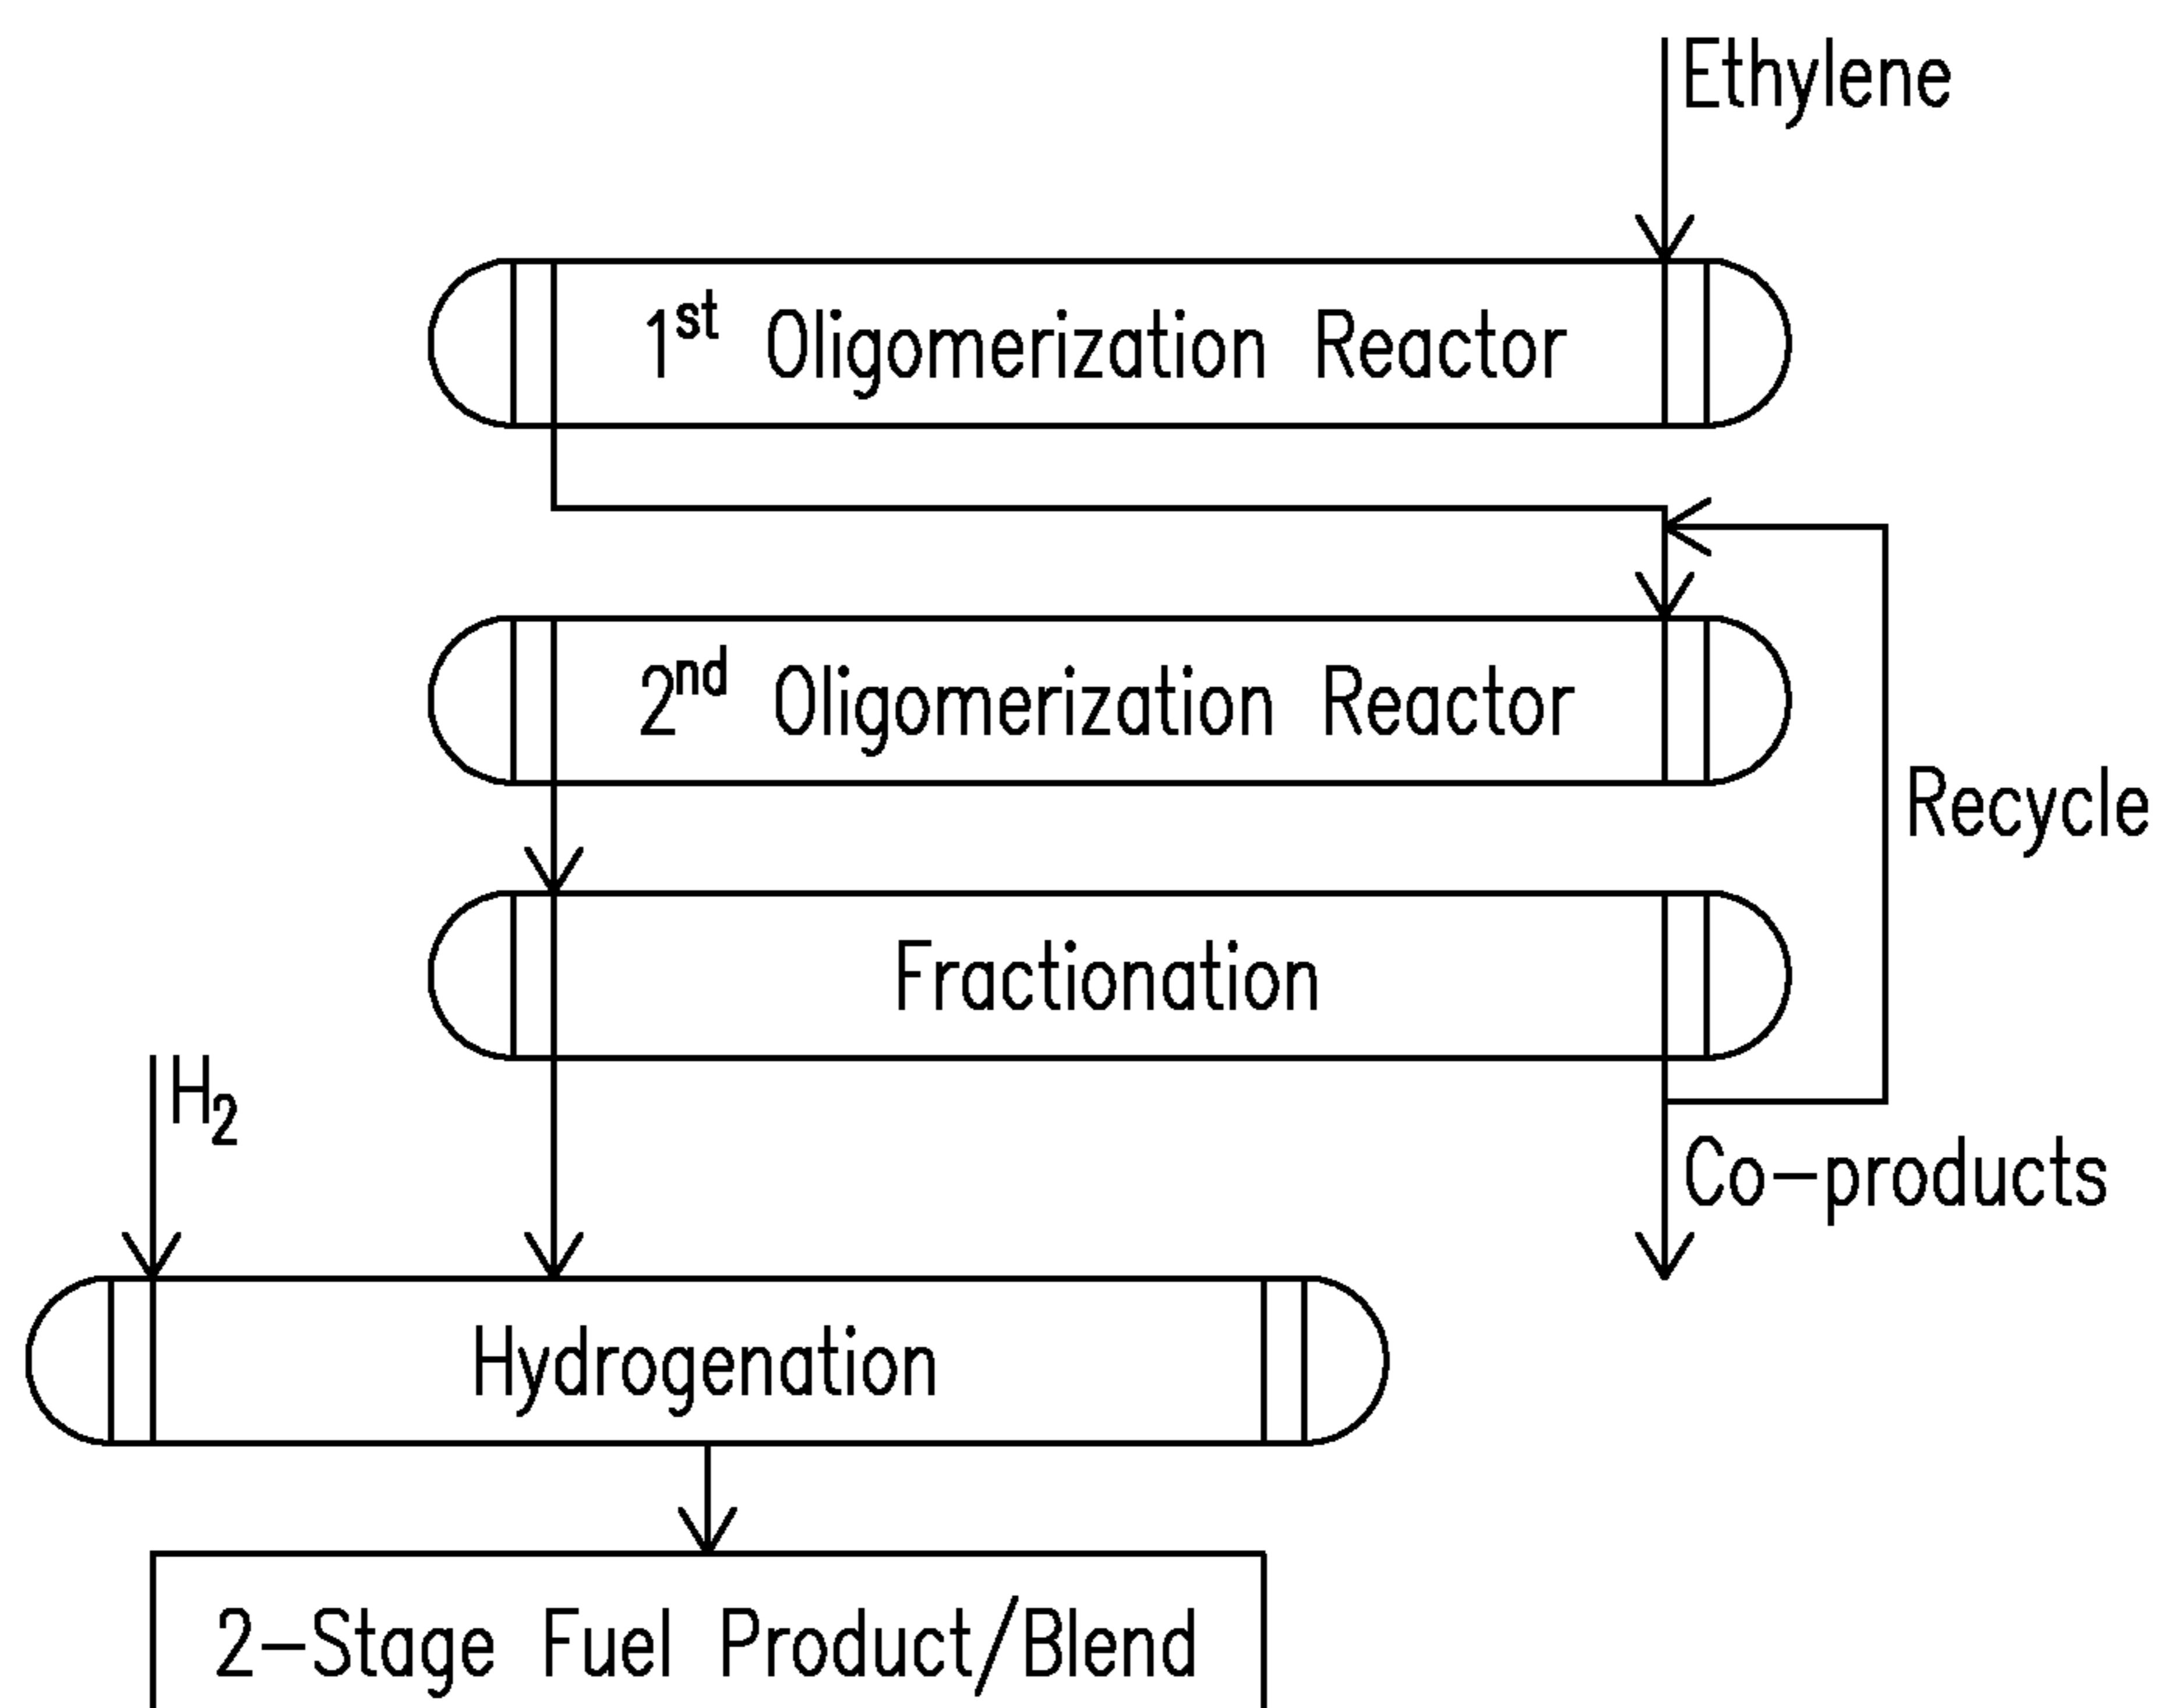 Ethylene
1st Oligomerization Reactor
2nd Oligomerization Reactor
Recycle
Fractionation
H2
Co-products
Hydrogenation
2-Stage Fuel Product/Blend